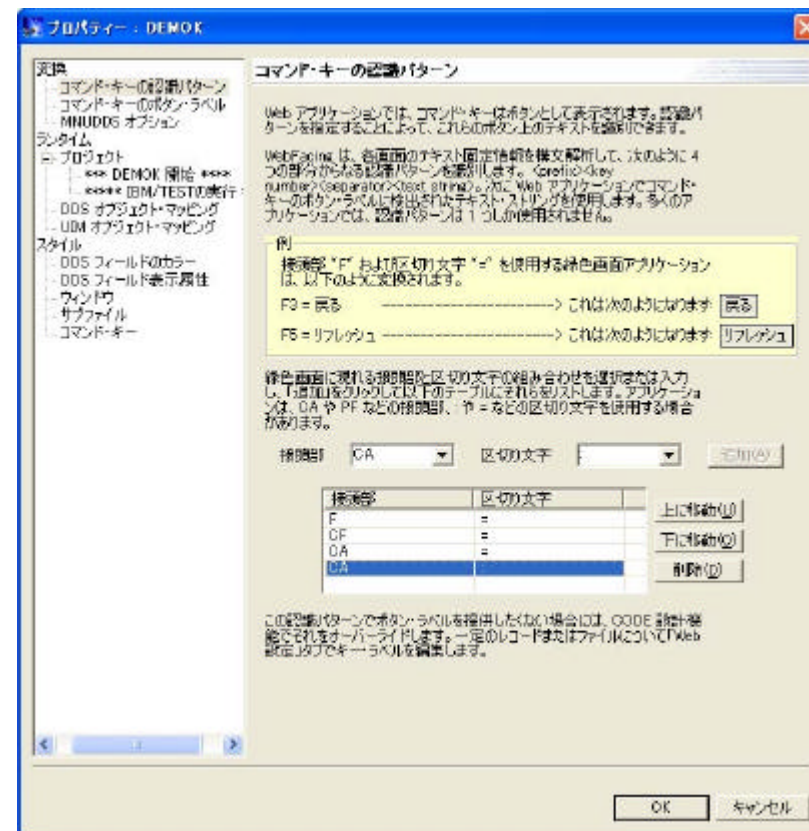 プロパティー : DEMOK
変換
コマンド・キーの認識パターン
コマンド・キーのボタン・ラベル
MNUDDS オプション
ランタイム
プロジェクト
*** DEMOK 開始 ****
***** IBM/TESTの実行
DDS オブジェクト・マッピング
UIM オブジェクト・マッピング
スタイル
DDS フィールドのカラー
DDS フィールド表示属性
ウィンドウ
サブファイル
コマンド・キー
コマンド・キーの認識パターン
Web アプリケーションでは、コマンド・キーはボタンとして表示されます。認識パ
ターンを指定することによって、これらのボタン上のテキストを識別できます。
WebFacing は、各画面のテキスト固定情報を構文解析して、次のように 4
つの部分からなる認識パターンを識別します。<prefix><key
number><separator><text string>。次に Web アプリケーションでコマンド・
キーのボタン・ラベルに検出されたテキスト・ストリングを使用します。多くのア
プリケーションでは、認識パターンは 1 つしか使用されません。
例
接頭部 "F" および区切り文字 "=" を使用する緑色画面アプリケーション
は、以下のように変換されます。
F3 = 戻る ------------------------> これは次のようになります 戻る
F5 = リフレッシュ ------------------------> これは次のようになります リフレッシュ
緑色画面に現れる接頭部と区切り文字の組み合わせを選択または入力
し、「追加」をクリックして以下のテーブルにそれらをリストします。アプリケーショ
ンは、CA や PF などの接頭部、: や = などの区切り文字を使用する場合
があります。
接頭部 CA 区切り文字 : 追加(A)
接頭部 区切り文字
F =
CF =
CA =
CA :
上に移動(U)
下に移動(O)
削除(D)
この認識パターンでボタン・ラベルを提供したくない場合には、CODE 設計機
能でそれをオーバーライドします。一定のレコードまたはファイルについて「Web
設定」タブでキー・ラベルを編集します。
OK キャンセル